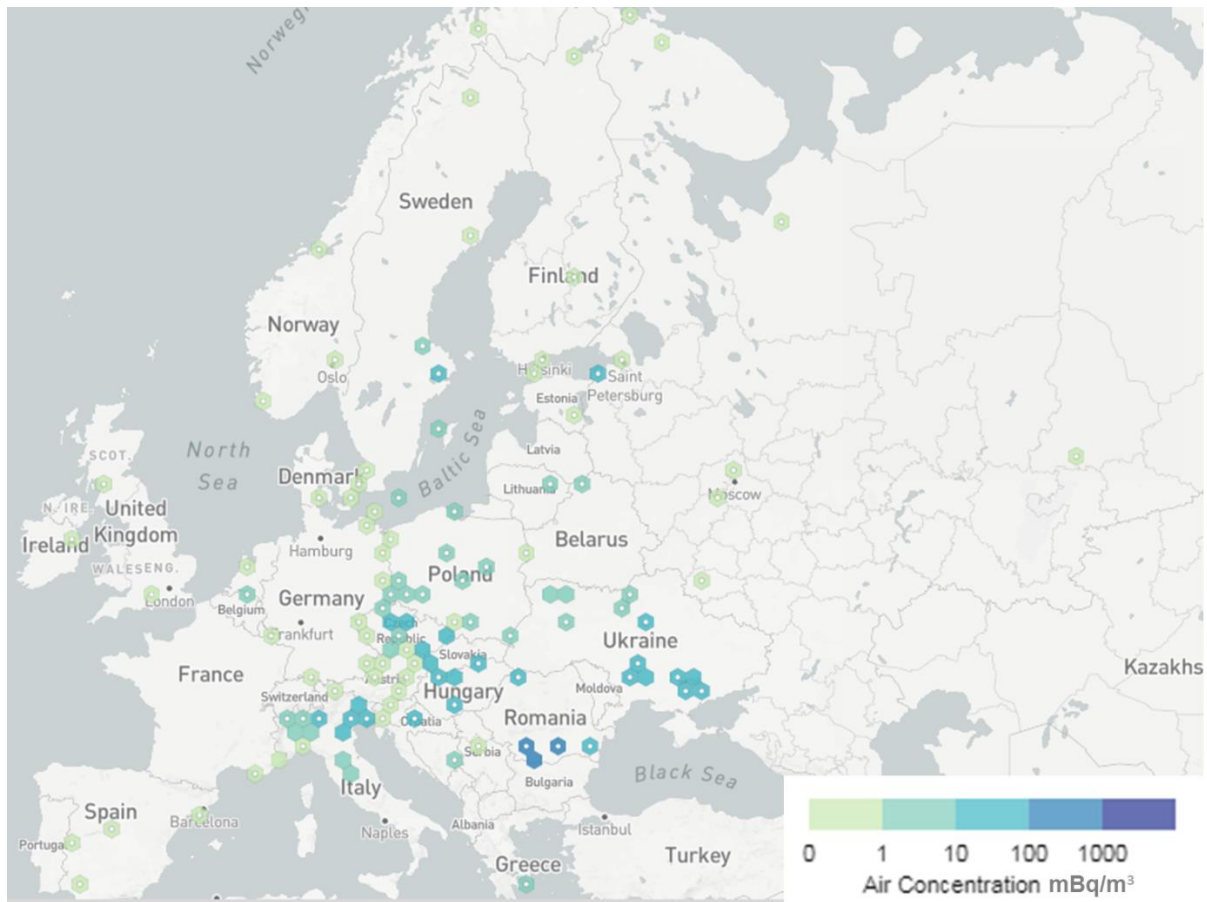 Norwegi
Sweden
Finland
Norway
Oslo
Helsinki
Saint
Petersburg
Estonia
SCOT.
North
Sea
Baltic Sea
Latvia
Denmark
Lithuania
Moscow
N. IRE.
United
Kingdom
Ireland
Hamburg
Belarus
WALES
ENG.
London
Belgium
Germany
Poland
Frankfurt
Czech
Republic
Ukraine
Slovakia
France
Austri
Kazakhs
Switzerland
Hungary
Moldova
Croatia
Romania
Serbia
Black Sea
Bulgaria
Italy
Spain
Barcelona
Portuga
Naples
Albania
Istanbul
Greece
Turkey
0 1 10 100 1000
Air Concentration mBq/m³